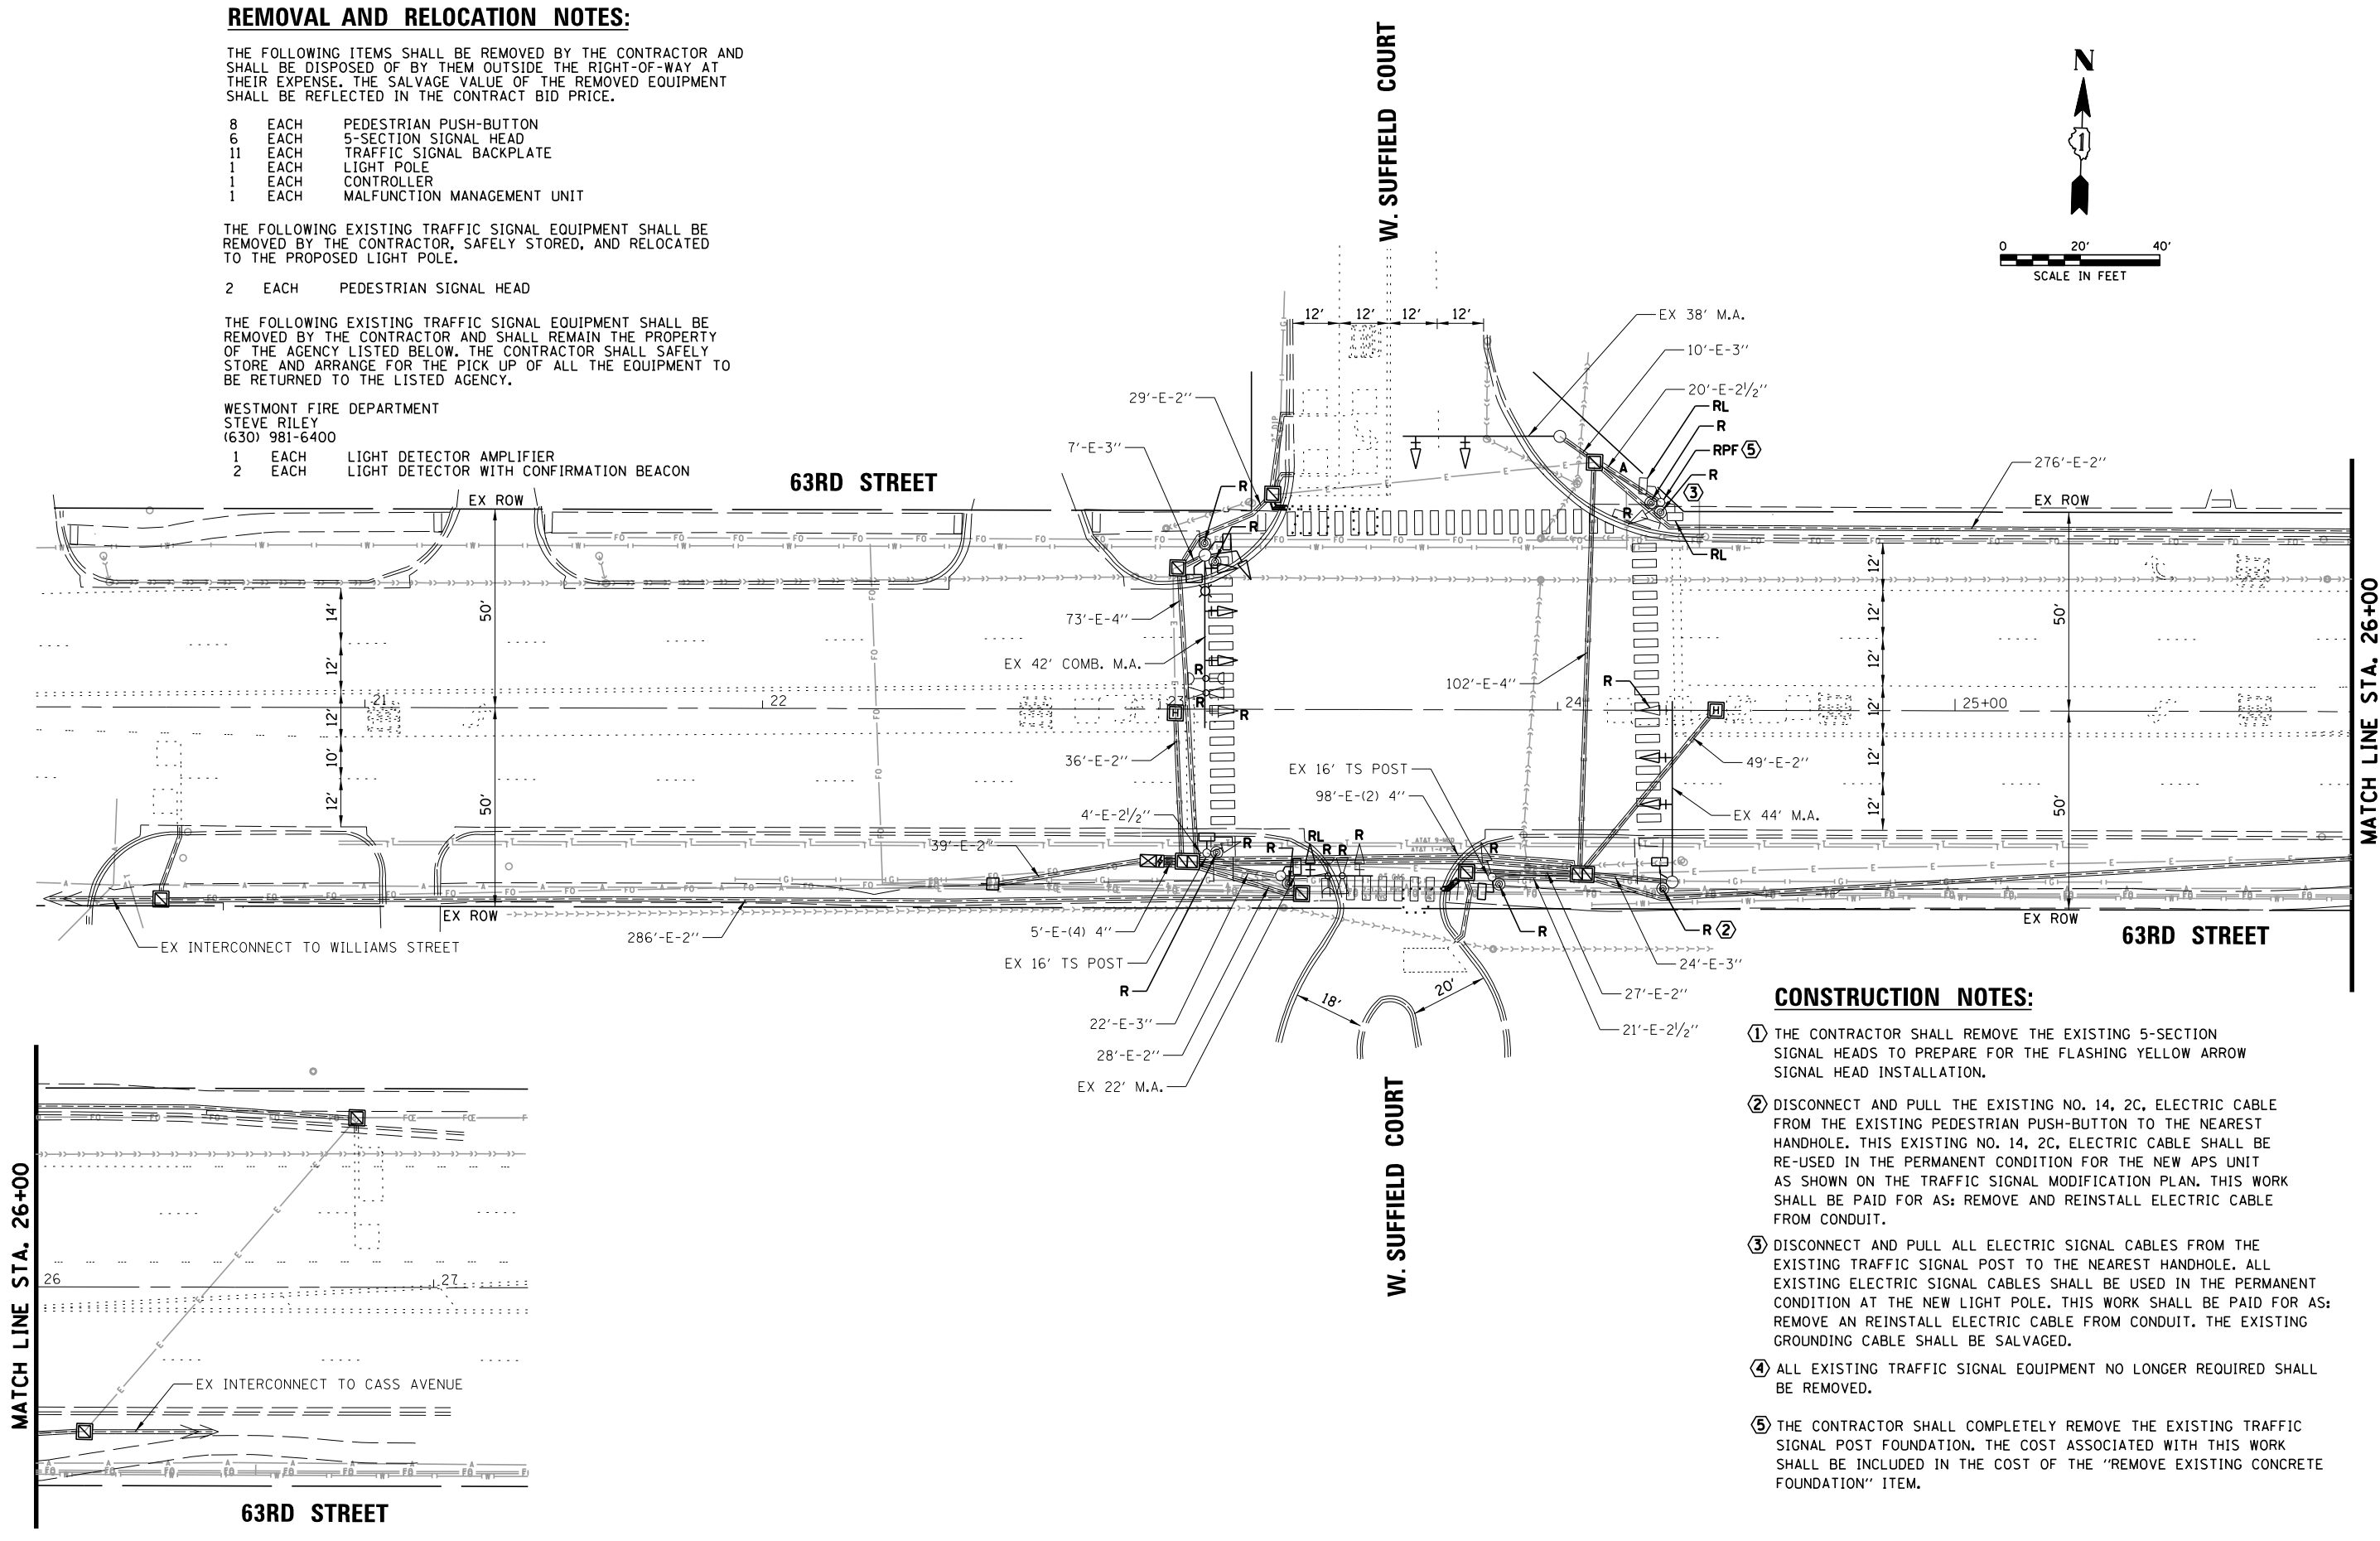 REMOVAL AND RELOCATION NOTES:
THE FOLLOWING ITEMS SHALL BE REMOVED BY THE CONTRACTOR AND
SHALL BE DISPOSED OF BY THEM OUTSIDE THE RIGHT-OF-WAY AT
THEIR EXPENSE. THE SALVAGE VALUE OF THE REMOVED EQUIPMENT
SHALL BE REFLECTED IN THE CONTRACT BID PRICE.
8 EACH PEDESTRIAN PUSH-BUTTON
6 EACH 5-SECTION SIGNAL HEAD
11 EACH TRAFFIC SIGNAL BACKPLATE
1 EACH LIGHT POLE
1 EACH CONTROLLER
1 EACH MALFUNCTION MANAGEMENT UNIT
THE FOLLOWING EXISTING TRAFFIC SIGNAL EQUIPMENT SHALL BE
REMOVED BY THE CONTRACTOR, SAFELY STORED, AND RELOCATED
TO THE PROPOSED LIGHT POLE.
2 EACH PEDESTRIAN SIGNAL HEAD
THE FOLLOWING EXISTING TRAFFIC SIGNAL EQUIPMENT SHALL BE
REMOVED BY THE CONTRACTOR AND SHALL REMAIN THE PROPERTY
OF THE AGENCY LISTED BELOW. THE CONTRACTOR SHALL SAFELY
STORE AND ARRANGE FOR THE PICK UP OF ALL THE EQUIPMENT TO
BE RETURNED TO THE LISTED AGENCY.
WESTMONT FIRE DEPARTMENT
STEVE RILEY
(630) 981-6400
1 EACH LIGHT DETECTOR AMPLIFIER
2 EACH LIGHT DETECTOR WITH CONFIRMATION BEACON
W. SUFFIELD COURT
N
1
0 20' 40'
SCALE IN FEET
12' 12' 12' 12'
EX 38' M.A.
10'-E-3''
20'-E-2½''
RL
R
RPF 5
R
3
A
R
RL
276'-E-2''
29'-E-2''
7'-E-3''
R
R
63RD STREET
EX ROW
EX ROW
14'
12'
12'
10'
12'
50'
50'
73'-E-4''
EX 42' COMB. M.A.
R
R
R
36'-E-2''
102'-E-4''
R
12'
12'
12'
12'
12'
50'
50'
21
22
23
24
25+00
49'-E-2''
EX 44' M.A.
EX 16' TS POST
98'-E-(2) 4''
4'-E-2½''
39'-E-2''
R
R
RL
R
R
R
R
EX ROW
EX ROW
63RD STREET
MATCH LINE STA. 26+00
EX INTERCONNECT TO WILLIAMS STREET
286'-E-2''
5'-E-(4) 4''
EX 16' TS POST
R
22'-E-3''
28'-E-2''
EX 22' M.A.
18'
20'
R
R 2
24'-E-3''
27'-E-2''
21'-E-2½''
W. SUFFIELD COURT
MATCH LINE STA. 26+00
26
27
EX INTERCONNECT TO CASS AVENUE
63RD STREET
CONSTRUCTION NOTES:
1 THE CONTRACTOR SHALL REMOVE THE EXISTING 5-SECTION
SIGNAL HEADS TO PREPARE FOR THE FLASHING YELLOW ARROW
SIGNAL HEAD INSTALLATION.
2 DISCONNECT AND PULL THE EXISTING NO. 14, 2C, ELECTRIC CABLE
FROM THE EXISTING PEDESTRIAN PUSH-BUTTON TO THE NEAREST
HANDHOLE. THIS EXISTING NO. 14, 2C, ELECTRIC CABLE SHALL BE
RE-USED IN THE PERMANENT CONDITION FOR THE NEW APS UNIT
AS SHOWN ON THE TRAFFIC SIGNAL MODIFICATION PLAN. THIS WORK
SHALL BE PAID FOR AS: REMOVE AND REINSTALL ELECTRIC CABLE
FROM CONDUIT.
3 DISCONNECT AND PULL ALL ELECTRIC SIGNAL CABLES FROM THE
EXISTING TRAFFIC SIGNAL POST TO THE NEAREST HANDHOLE. ALL
EXISTING ELECTRIC SIGNAL CABLES SHALL BE USED IN THE PERMANENT
CONDITION AT THE NEW LIGHT POLE. THIS WORK SHALL BE PAID FOR AS:
REMOVE AN REINSTALL ELECTRIC CABLE FROM CONDUIT. THE EXISTING
GROUNDING CABLE SHALL BE SALVAGED.
4 ALL EXISTING TRAFFIC SIGNAL EQUIPMENT NO LONGER REQUIRED SHALL
BE REMOVED.
5 THE CONTRACTOR SHALL COMPLETELY REMOVE THE EXISTING TRAFFIC
SIGNAL POST FOUNDATION. THE COST ASSOCIATED WITH THIS WORK
SHALL BE INCLUDED IN THE COST OF THE ''REMOVE EXISTING CONCRETE
FOUNDATION'' ITEM.